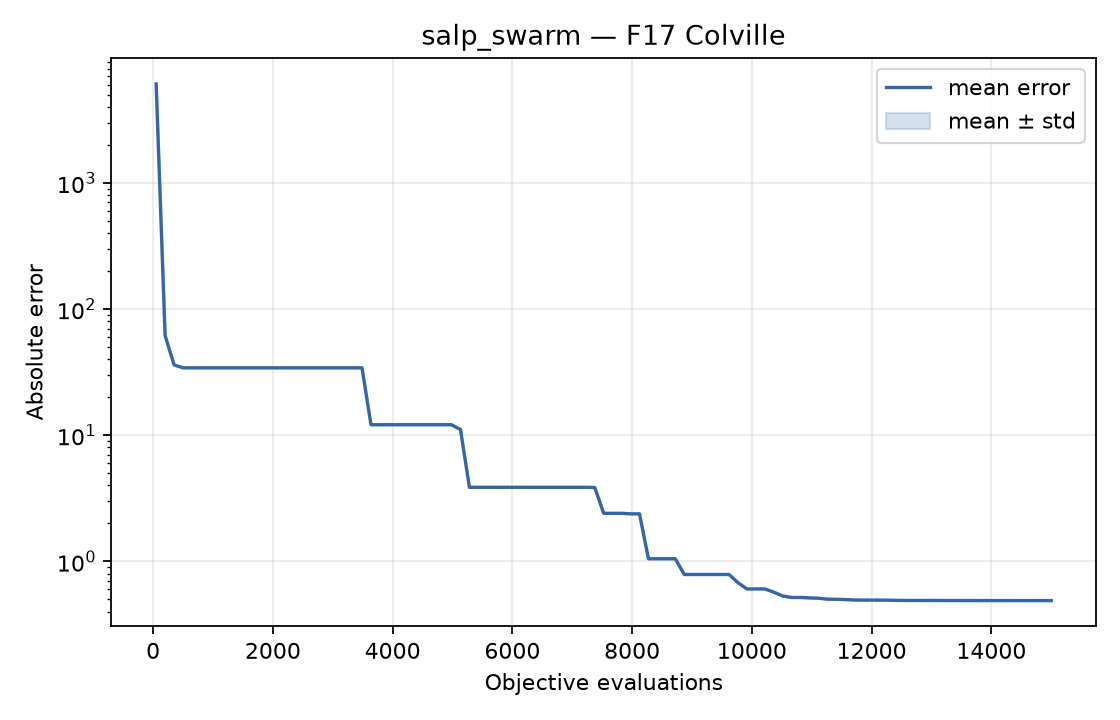 salp_swarm — F17 Colville
mean error
mean ± std
Absolute error
10³
10²
10¹
10⁰
0 2000 4000 6000 8000 10000 12000 14000
Objective evaluations